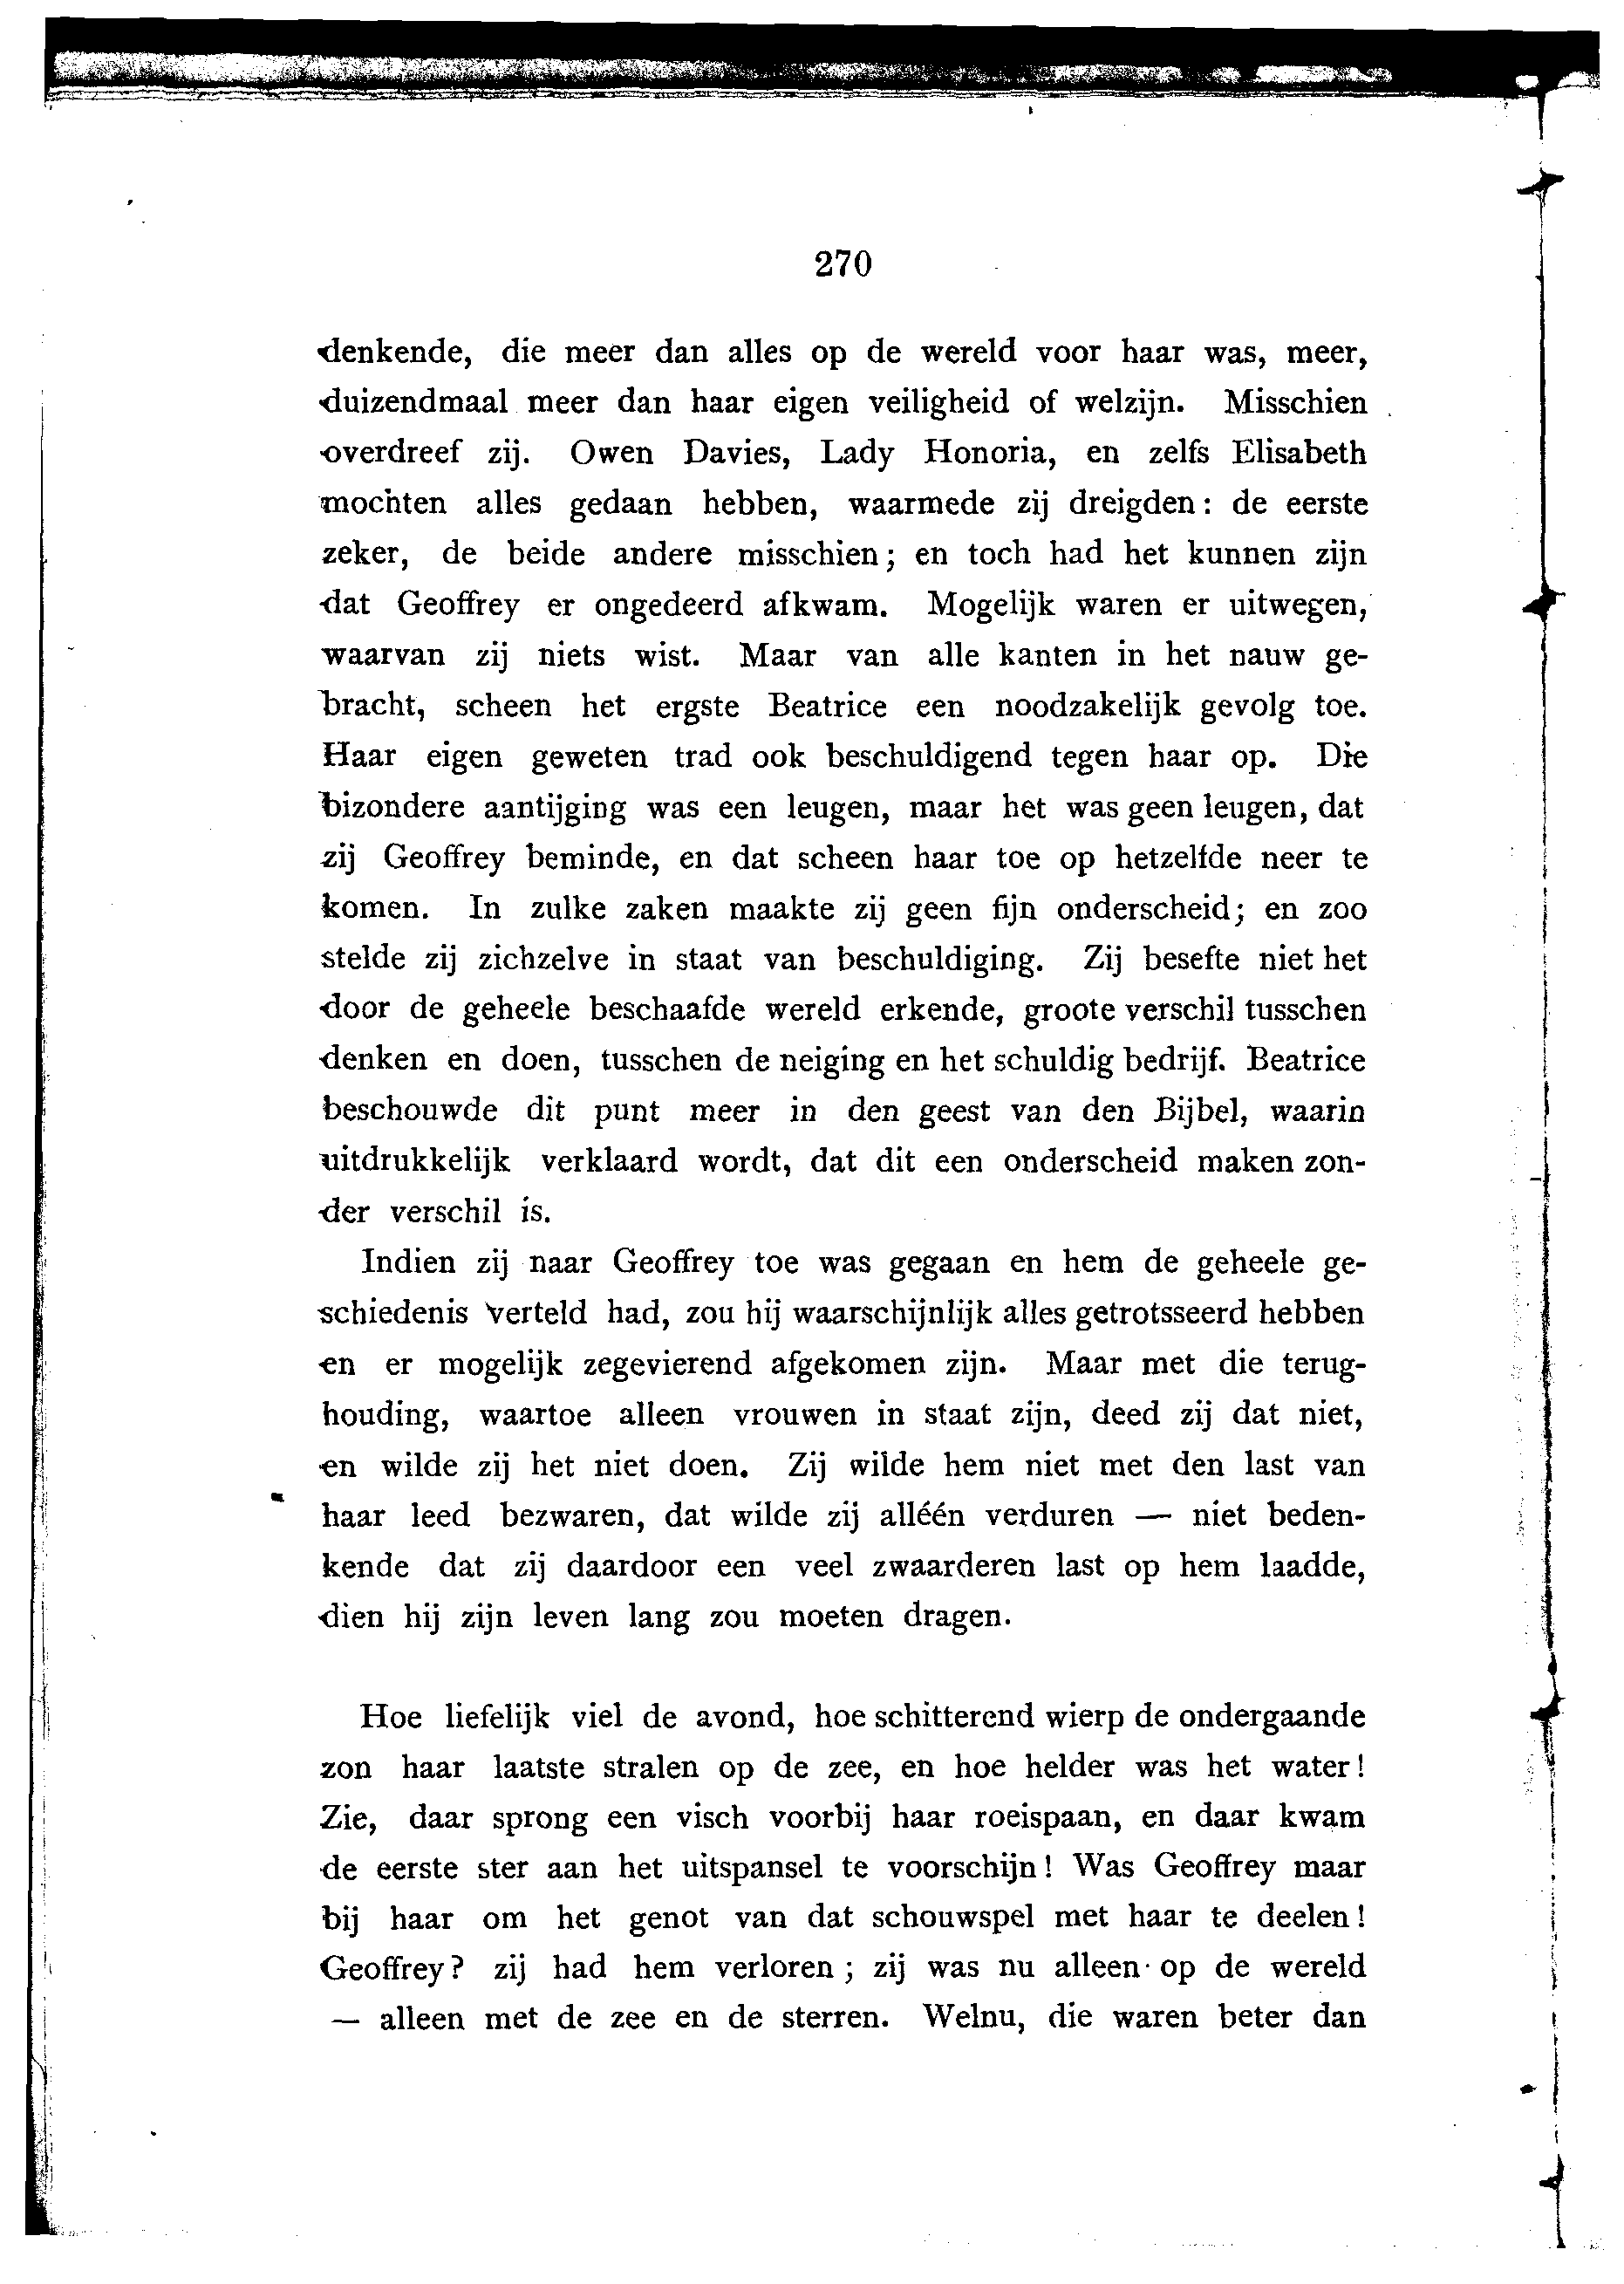 270
denkende, die meer dan alles op de wereld voor haar was, meer,
duizendmaal meer dan haar eigen veiligheid of welzijn. Misschien
overdreef zij. Owen Davies, Lady Honoria, en zelfs Elisabeth
mochten alles gedaan hebben, waarmede zij dreigden: de eerste
zeker, de beide andere misschien; en toch had het kunnen zijn
dat Geoffrey er ongedeerd afkwam. Mogelijk waren er uitwegen,
waarvan zij niets wist. Maar van alle kanten in het nauw ge-
bracht, scheen het ergste Beatrice een noodzakelijk gevolg toe.
Haar eigen geweten trad ook beschuldigend tegen haar op. Die
bizondere aantijging was een leugen, maar het was geen leugen, dat
zij Geoffrey beminde, en dat scheen haar toe op hetzelfde neer te
komen. In zulke zaken maakte zij geen fijn onderscheid; en zoo
stelde zij zichzelve in staat van beschuldiging. Zij besefte niet het
door de geheele beschaafde wereld erkende, groote verschil tusschen
denken en doen, tusschen de neiging en het schuldig bedrijf. Beatrice
beschouwde dit punt meer in den geest van den Bijbel, waarin
uitdrukkelijk verklaard wordt, dat dit een onderscheid maken zon-
der verschil is.
Indien zij naar Geoffrey toe was gegaan en hem de geheele ge-
schiedenis verteld had, zou hij waarschijnlijk alles getrotsseerd hebben
en er mogelijk zegevierend afgekomen zijn. Maar met die terug-
houding, waartoe alleen vrouwen in staat zijn, deed zij dat niet,
en wilde zij het niet doen. Zij wilde hem niet met den last van
haar leed bezwaren, dat wilde zij alléén verduren — niet beden-
kende dat zij daardoor een veel zwaarderen last op hem laadde,
dien hij zijn leven lang zou moeten dragen.
Hoe liefelijk viel de avond, hoe schitterend wierp de ondergaande
zon haar laatste stralen op de zee, en hoe helder was het water!
Zie, daar sprong een visch voorbij haar roeispaan, en daar kwam
de eerste ster aan het uitspansel te voorschijn! Was Geoffrey maar
bij haar om het genot van dat schouwspel met haar te deelen!
Geoffrey? zij had hem verloren; zij was nu alleen op de wereld
— alleen met de zee en de sterren. Welnu, die waren beter dan